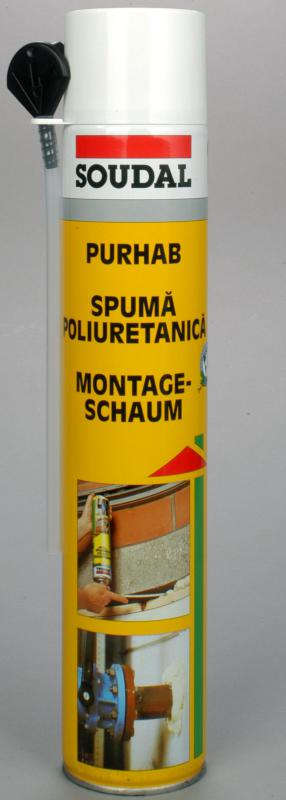 SOUDAL
PURHAB
SPUMĂ
POLIURETANICĂ
MONTAGE-
SCHAUM